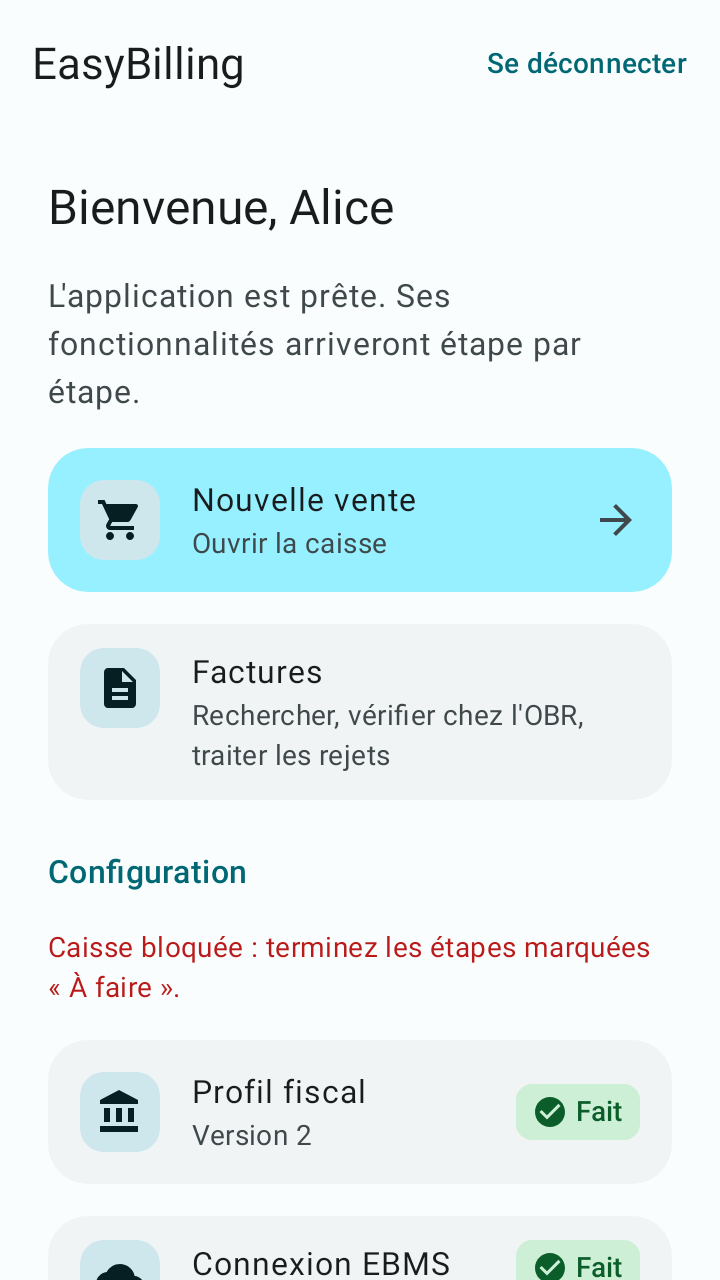 EasyBilling
Se déconnecter
Bienvenue, Alice
L'application est prête. Ses
fonctionnalités arriveront étape par
étape.
Nouvelle vente
Ouvrir la caisse
Factures
Rechercher, vérifier chez l'OBR,
traiter les rejets
Configuration
Caisse bloquée : terminez les étapes marquées
« À faire ».
Profil fiscal
Version 2
Fait
Connexion EBMS
Fait